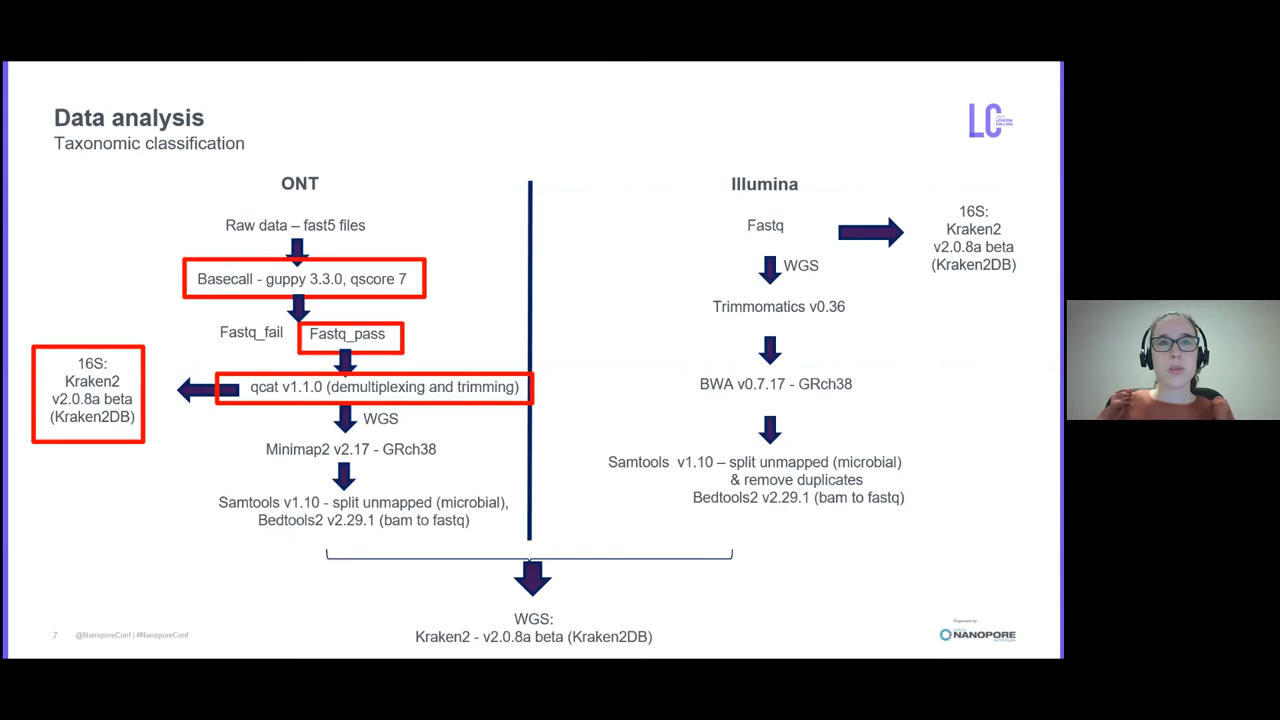 Data analysis
Taxonomic classification
LC
LONDON
CALLING
ONT
Raw data – fast5 files
Basecall - guppy 3.3.0, qscore 7
Fastq_fail
Fastq_pass
16S:
Kraken2
v2.0.8a beta
(Kraken2DB)
qcat v1.1.0 (demultiplexing and trimming)
WGS
Minimap2 v2.17 - GRch38
Samtools v1.10 - split unmapped (microbial),
Bedtools2 v2.29.1 (bam to fastq)
Illumina
Fastq
16S:
Kraken2
v2.0.8a beta
(Kraken2DB)
WGS
Trimmomatics v0.36
BWA v0.7.17 - GRch38
Samtools v1.10 – split unmapped (microbial)
& remove duplicates
Bedtools2 v2.29.1 (bam to fastq)
WGS:
Kraken2 - v2.0.8a beta (Kraken2DB)
7
@NanoporeConf | #NanoporeConf
Organised by
NANOPORE